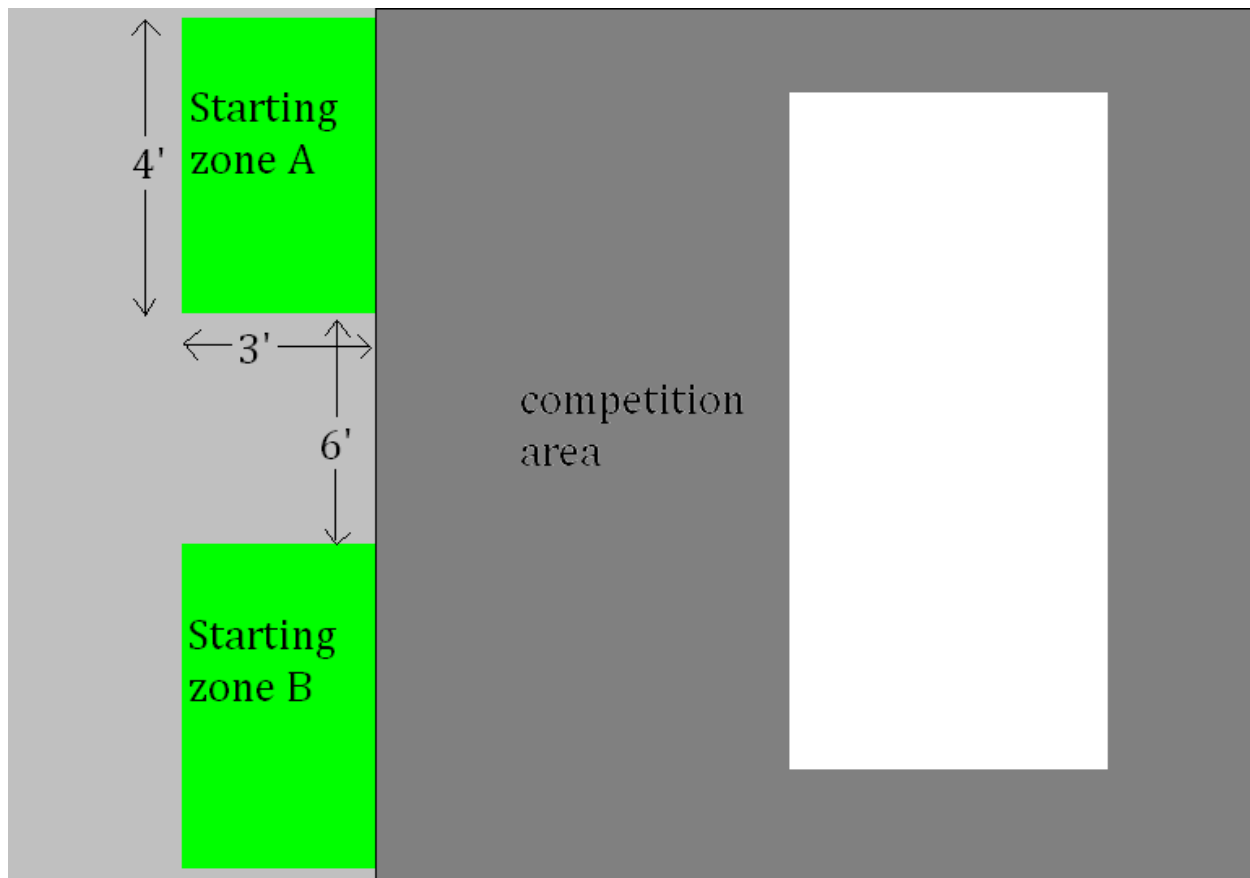 Starting
zone A
4'
3'
6'
competition
area
Starting
zone B